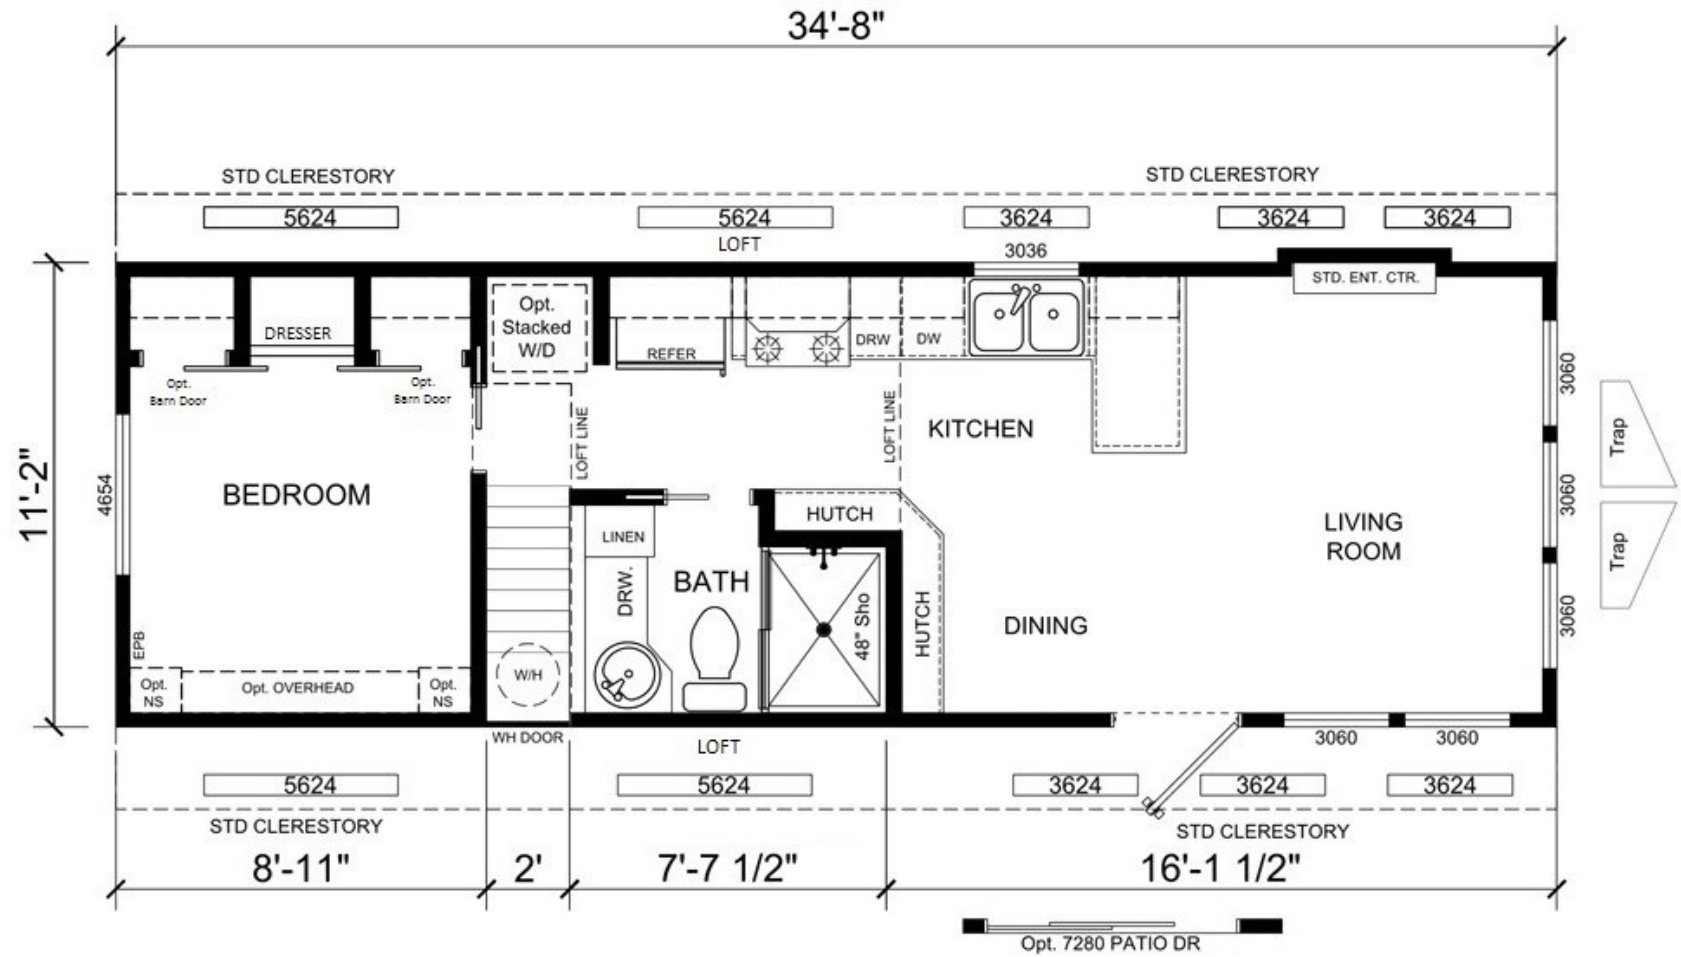 34'-8"
STD CLERESTORY
STD CLERESTORY
5624
5624
3624
3624
3624
LOFT
3036
STD. ENT. CTR.
Opt.
Stacked
W/D
DRESSER
REFER
DRW
DW
Opt.
Barn Door
Opt.
Barn Door
3060
Trap
LOFT LINE
LOFT LINE
KITCHEN
11'-2"
4654
BEDROOM
3060
HUTCH
LIVING
ROOM
LINEN
Trap
BATH
DRW.
48" Sho
HUTCH
DINING
3060
EPB
W/H
Opt.
NS
Opt. OVERHEAD
Opt.
NS
WH DOOR
LOFT
3060
3060
5624
5624
3624
3624
3624
STD CLERESTORY
STD CLERESTORY
8'-11"
2'
7'-7 1/2"
16'-1 1/2"
Opt. 7280 PATIO DR